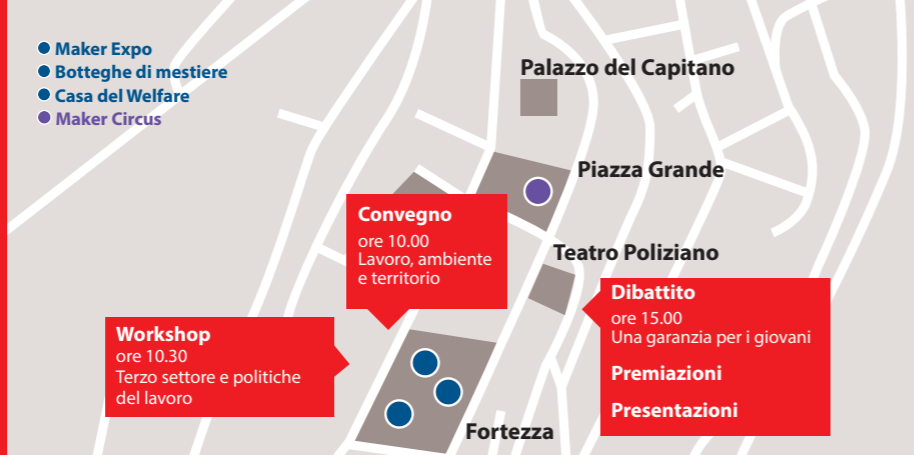 Maker Expo
Botteghe di mestiere
Casa del Welfare
Maker Circus
Palazzo del Capitano
Piazza Grande
Convegno
ore 10.00
Lavoro, ambiente
e territorio
Teatro Poliziano
Dibattito
ore 15.00
Una garanzia per i giovani
Premiazioni
Presentazioni
Workshop
ore 10.30
Terzo settore e politiche
del lavoro
Fortezza